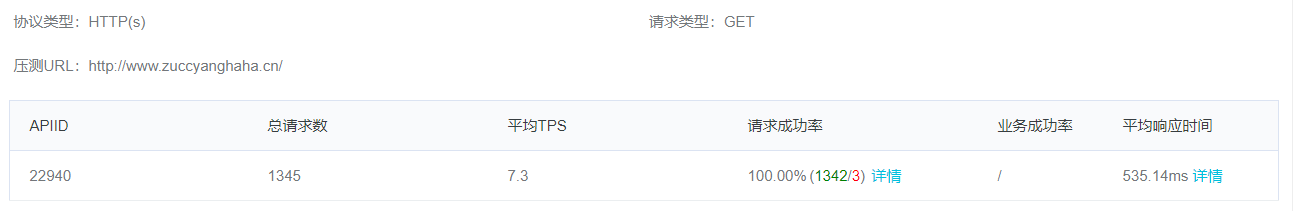 协议类型：HTTP(s) 请求类型：GET
压测URL：http://www.zuccyanghaha.cn/
APIID 总请求数 平均TPS 请求成功率 业务成功率 平均响应时间
22940 1345 7.3 100.00% (1342/3) 详情 / 535.14ms 详情